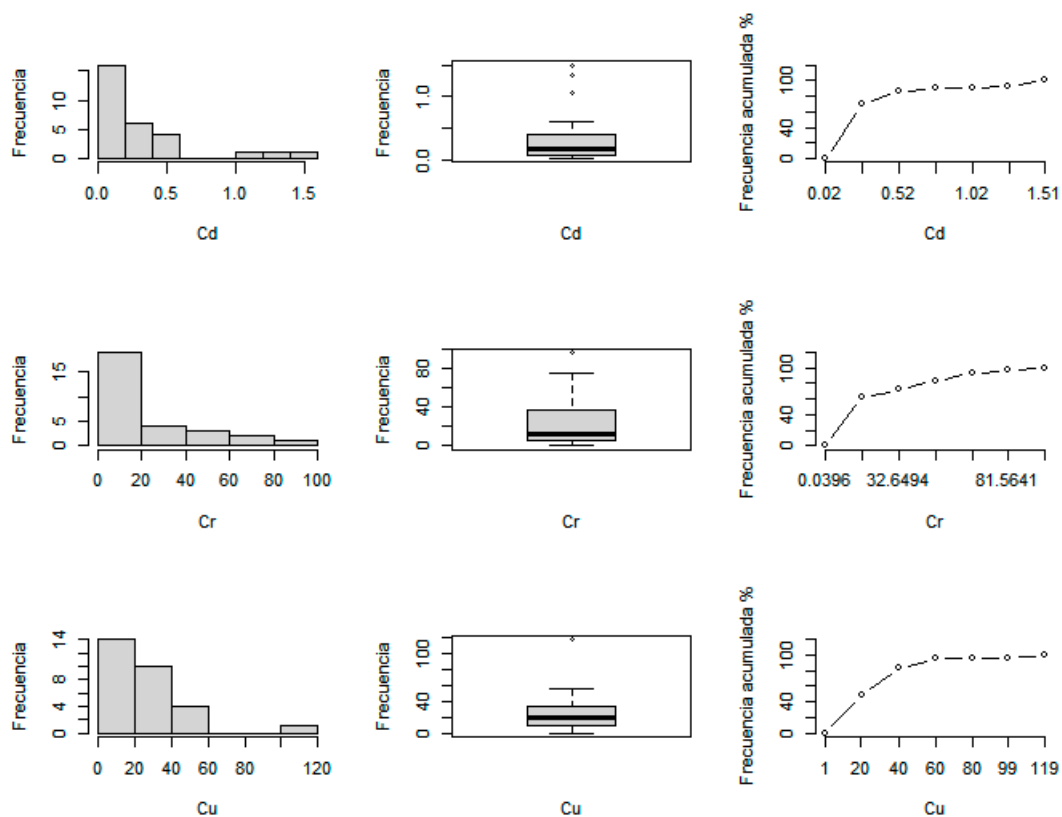 Frecuencia
0 5 10
0.0 0.5 1.0 1.5
Cd
Frecuencia
0.0 1.0
Cd
Frecuencia acumulada %
0 40 100
0.02 0.52 1.02 1.51
Cd
Frecuencia
0 5 15
0 20 40 60 80 100
Cr
Frecuencia
0 40 80
Cr
Frecuencia acumulada %
0 40 100
0.0396 32.6494 81.5641
Cr
Frecuencia
0 4 8 14
0 20 40 60 80 120
Cu
Frecuencia
0 40 100
Cu
Frecuencia acumulada %
0 40 100
1 20 40 60 80 99 119
Cu